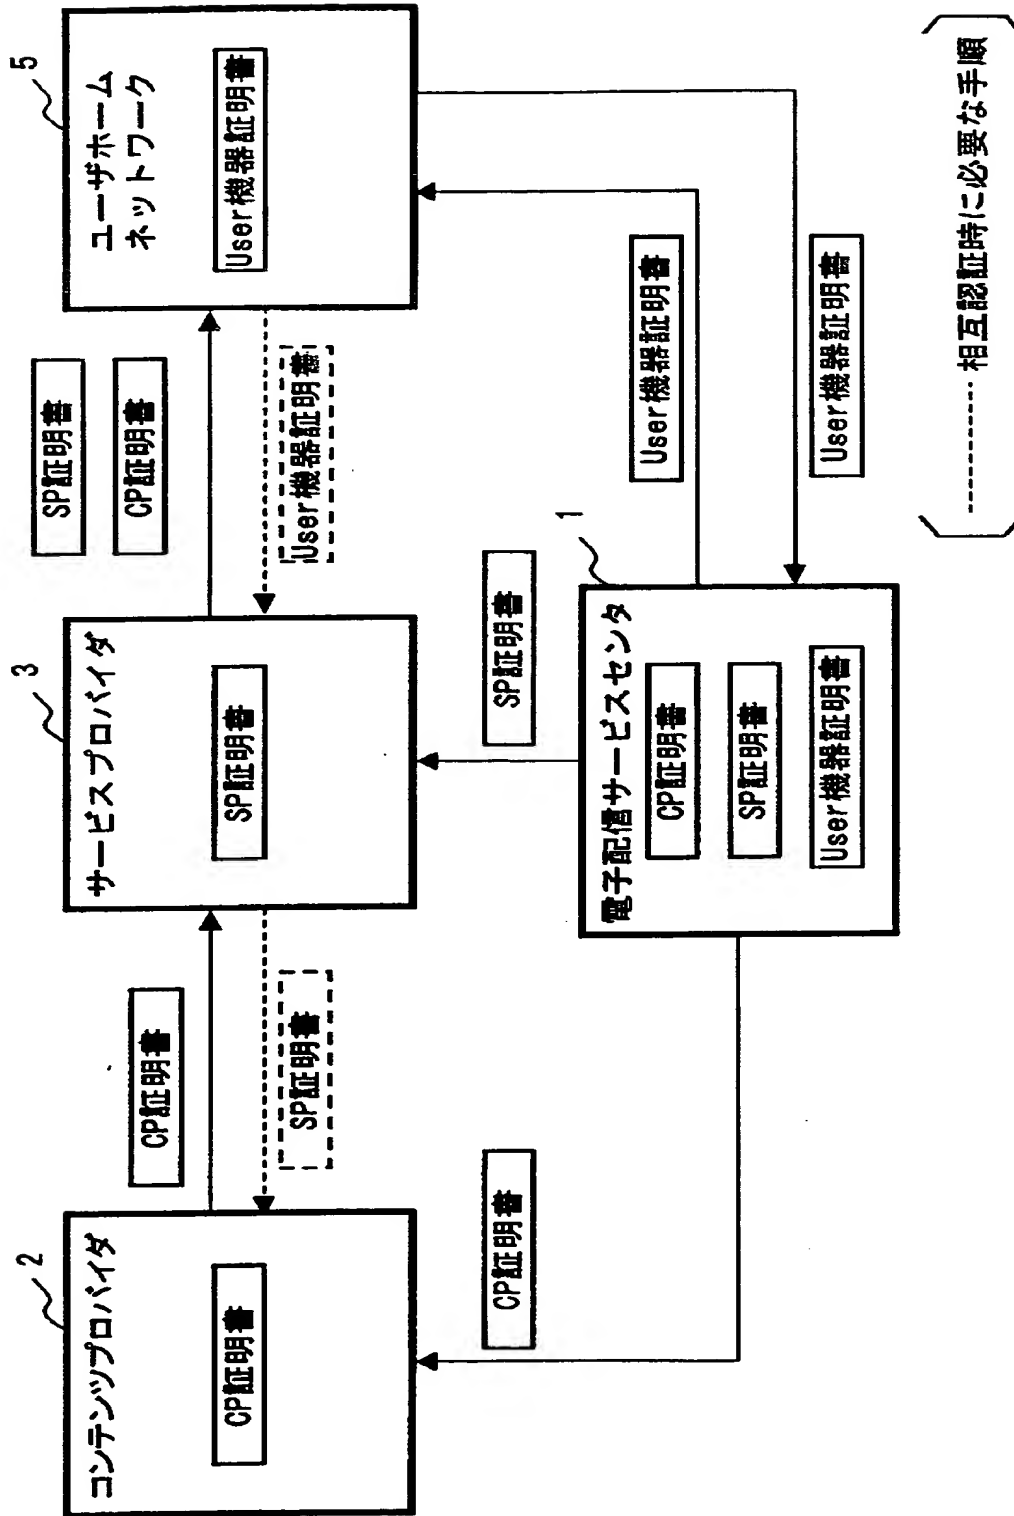 2
コンテンツプロバイダ
CP証明書
CP証明書
SP証明書
3
サービスプロバイダ
SP証明書
SP証明書
CP証明書
User機器証明書
5
ユーザホーム
ネットワーク
User機器証明書
CP証明書
SP証明書
1
電子配信サービスセンタ
CP証明書
SP証明書
User機器証明書
User機器証明書
User機器証明書
相互認証時に必要な手順